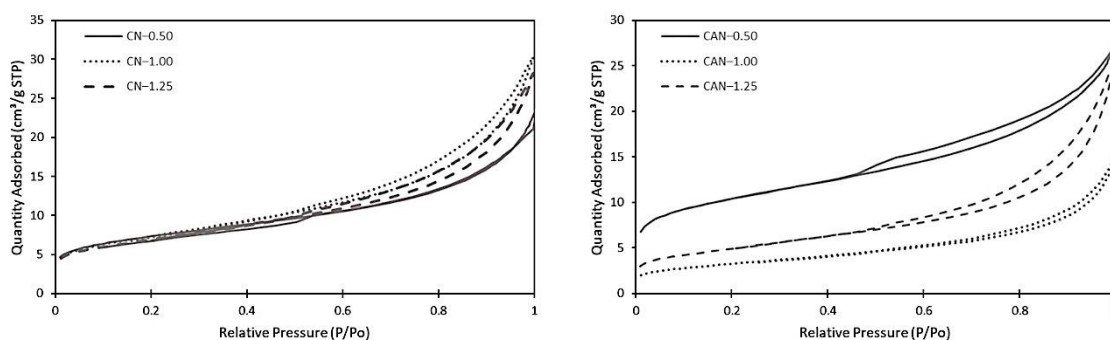 35
30
25
20
15
10
5
0
Quantity Adsorbed (cm³/g STP)
CN–0.50
CN–1.00
CN–1.25
0 0.2 0.4 0.6 0.8 1
Relative Pressure (P/Po)
30
25
20
15
10
5
0
Quantity Adsorbed (cm³/g STP)
CAN–0.50
CAN–1.00
CAN–1.25
0 0.2 0.4 0.6 0.8
Relative Pressure (P/Po)